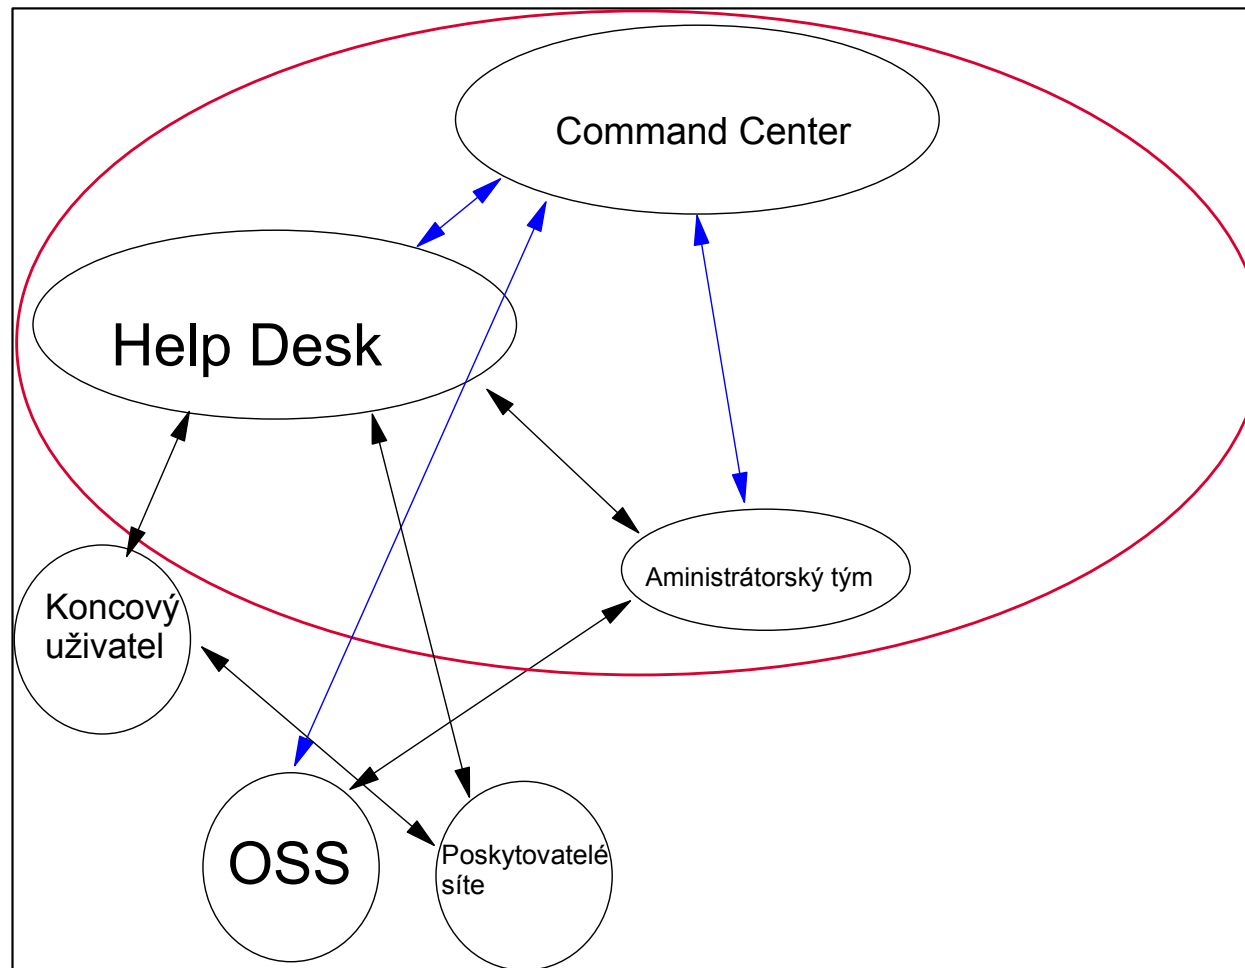 Command Center
Help Desk
Aministrátorský tým
Koncový
uživatel
OSS
Poskytovatelé
síte